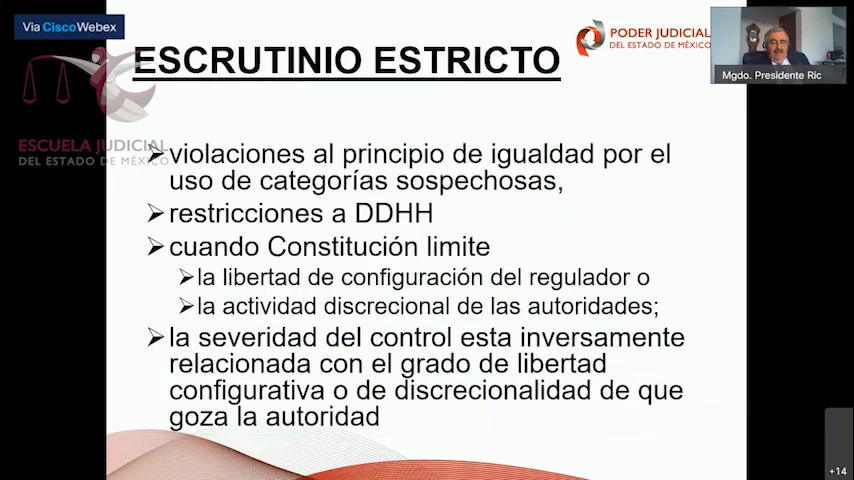 Vía CiscoWebex
ESCRUTINIO ESTRICTO
PODER JUDICIAL
DEL ESTADO DE MÉXICO
Mgdo. Presidente Ric
ESCUELA JUDICIAL
DEL ESTADO DE MÉXICO
➢violaciones al principio de igualdad por el
uso de categorías sospechosas,
➢restricciones a DDHH
➢cuando Constitución limite
➢la libertad de configuración del regulador o
➢la actividad discrecional de las autoridades;
➢la severidad del control esta inversamente
relacionada con el grado de libertad
configurativa o de discrecionalidad de que
goza la autoridad
+14